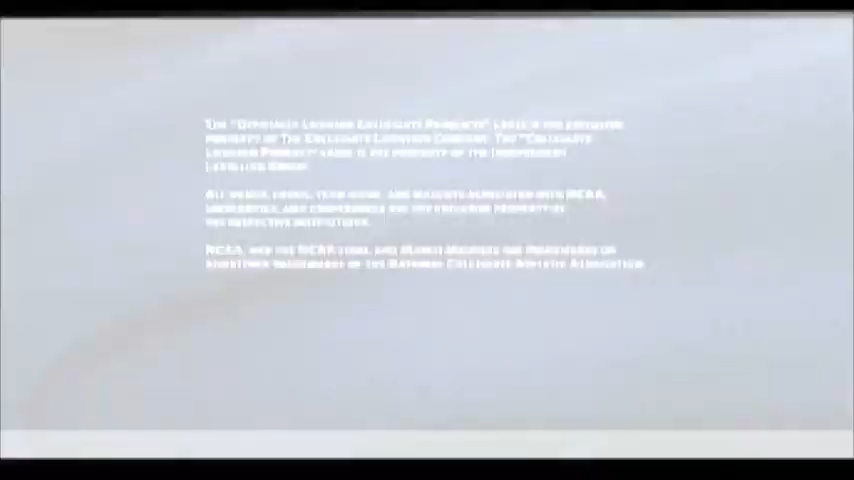 The "Officially Licensed Collegiate Products" Label is the exclusive
property of The Collegiate Licensing Company. The "Collegiate
Licensed Product" Label is the property of the Independent
Labelling Group.
All names, logos, team icons, and mascots associated with NCAA,
universities, and conferences are the exclusive property of
the respective institutions.
NCAA, and the NCAA logo, and March Madness are trademarks or
registered trademarks of the National Collegiate Athletic Association.